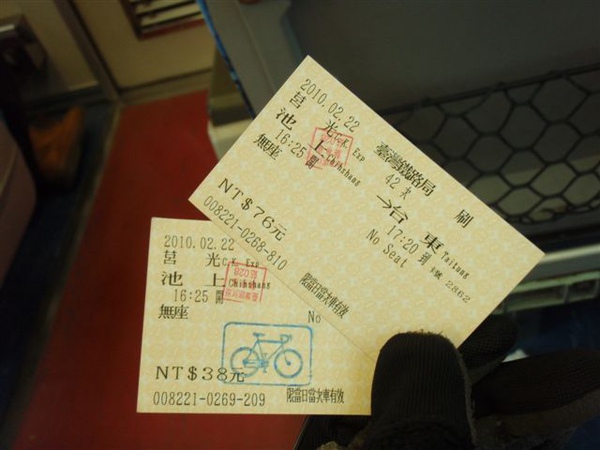 2010.02.22
臺灣鐵路局 刷
莒 光 C.K. Exp 42 次
池 上 Chihshang → 台 東 Taitung
16:25 開 17:20 到
無座 No Seat
NT$76元
008221-0268-810
限當日當次車有效
2010.02.22
莒 光 C.K. Exp
池 上 Chihshang
16:25 開
無座 No
NT$38元
008221-0269-209
限當日當次車有效